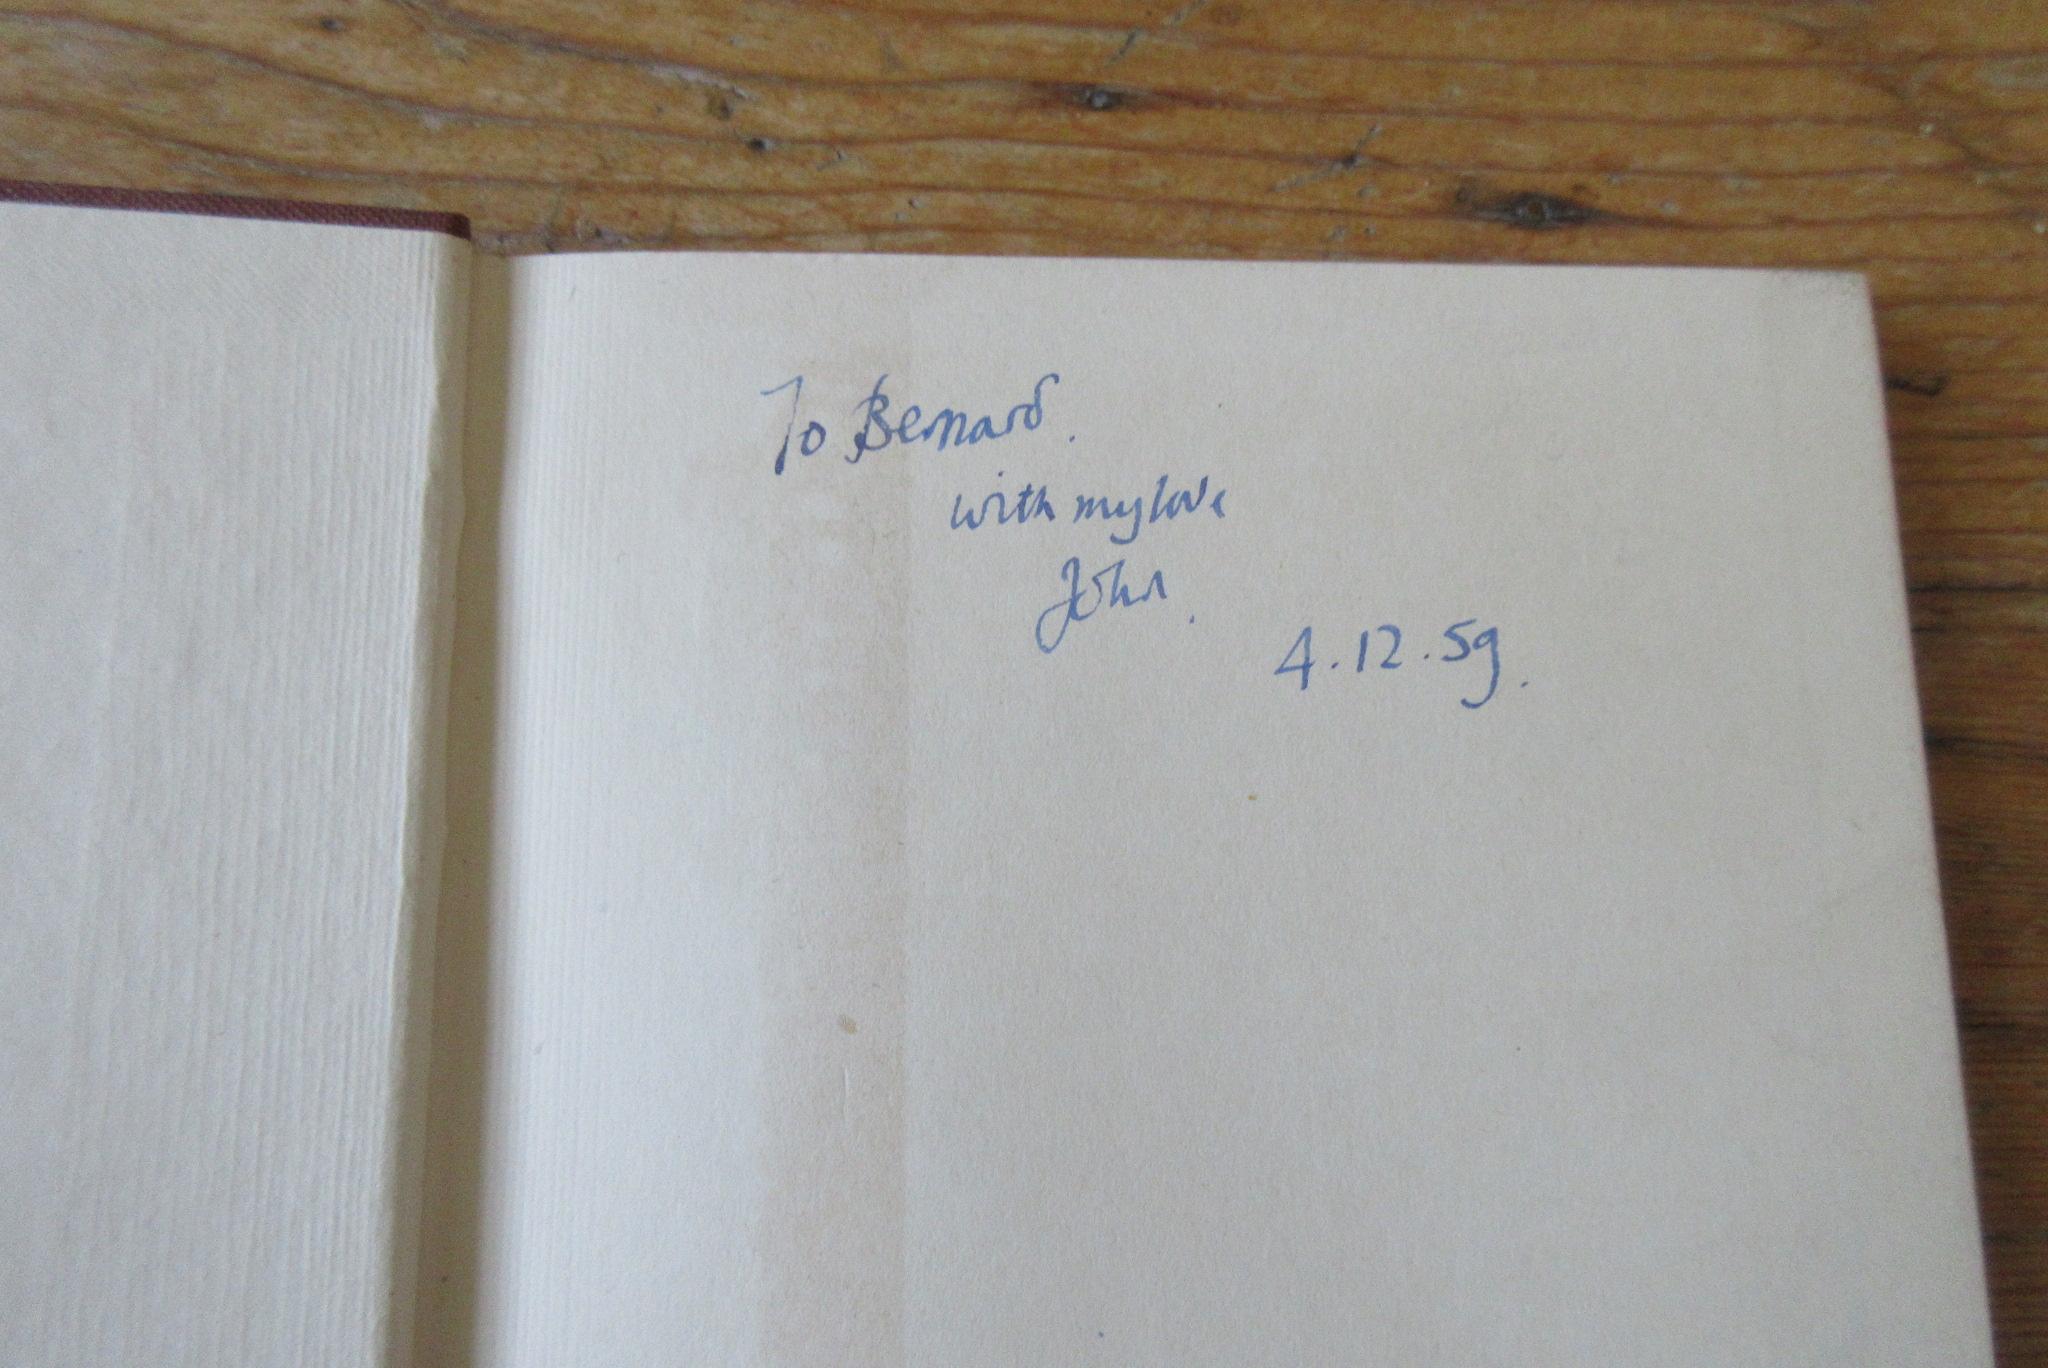 To Bernard.
with my love
John.
4.12.59.